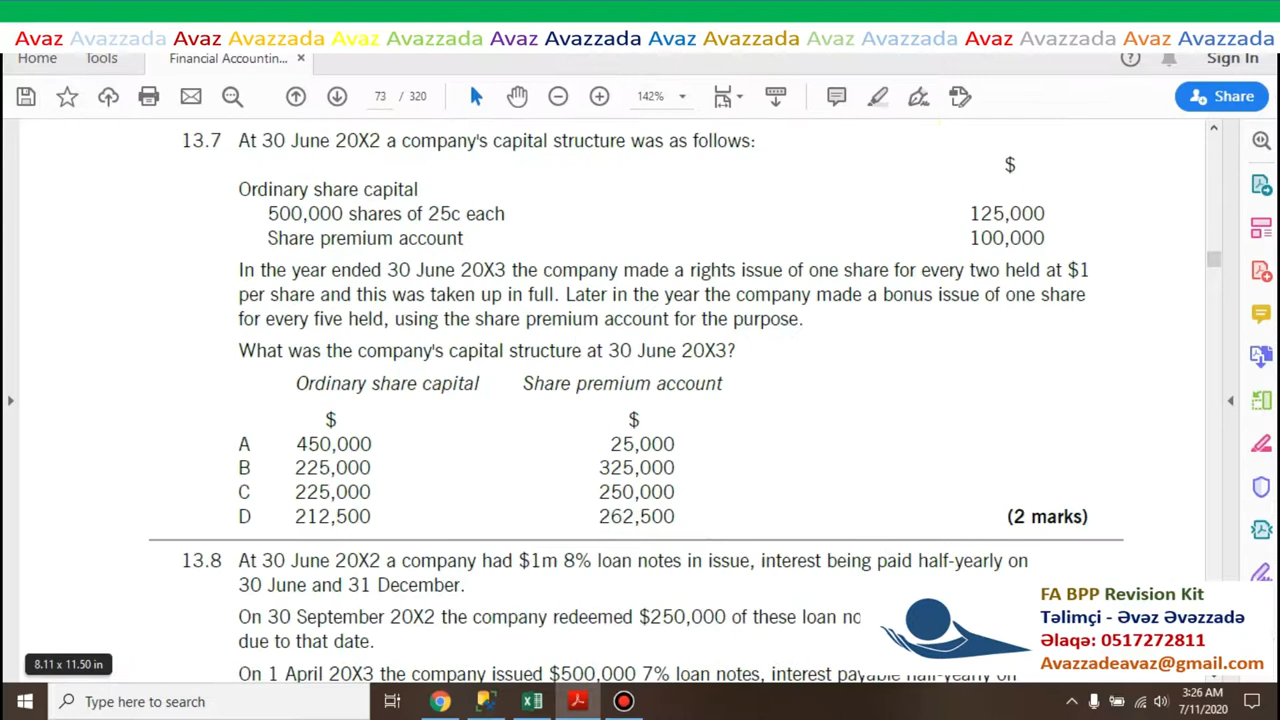 Avaz Avazzada Avaz Avazzada Avaz Avazzada Avaz Avazzada Avaz Avazzada Avaz Avazzada Avaz Avazzada Avaz Avazzada
Home Tools Financial Accountin... × Sign In
73 / 320 142% Share
13.7 At 30 June 20X2 a company's capital structure was as follows:
$
Ordinary share capital
500,000 shares of 25c each 125,000
Share premium account 100,000
In the year ended 30 June 20X3 the company made a rights issue of one share for every two held at $1
per share and this was taken up in full. Later in the year the company made a bonus issue of one share
for every five held, using the share premium account for the purpose.
What was the company's capital structure at 30 June 20X3?
Ordinary share capital Share premium account
$ $
A 450,000 25,000
B 225,000 325,000
C 225,000 250,000
D 212,500 262,500 (2 marks)
13.8 At 30 June 20X2 a company had $1m 8% loan notes in issue, interest being paid half-yearly on
30 June and 31 December.
On 30 September 20X2 the company redeemed $250,000 of these loan no
due to that date.
On 1 April 20X3 the company issued $500,000 7% loan notes, interest payable half-yearly on
FA BPP Revision Kit
Təlimçi - Əvəz Əvəzzadə
Əlaqə: 0517272811
Avazzadeavaz@gmail.com
8.11 x 11.50 in
Type here to search
3:26 AM
7/11/2020